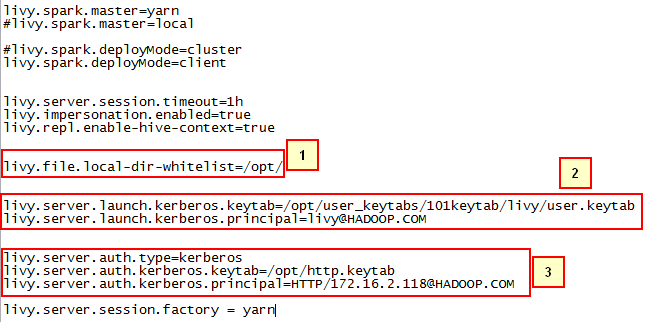 livy.spark.master=yarn
#livy.spark.master=local
#livy.spark.deployMode=cluster
livy.spark.deployMode=client
livy.server.session.timeout=1h
livy.impersonation.enabled=true
livy.repl.enable-hive-context=true
1
livy.file.local-dir-whitelist=/opt/
2
livy.server.launch.kerberos.keytab=/opt/user_keytabs/101keytab/livy/user.keytab
livy.server.launch.kerberos.principal=livy@HADOOP.COM
livy.server.auth.type=kerberos
livy.server.auth.kerberos.keytab=/opt/http.keytab
3
livy.server.auth.kerberos.principal=HTTP/172.16.2.118@HADOOP.COM
livy.server.session.factory = yarn